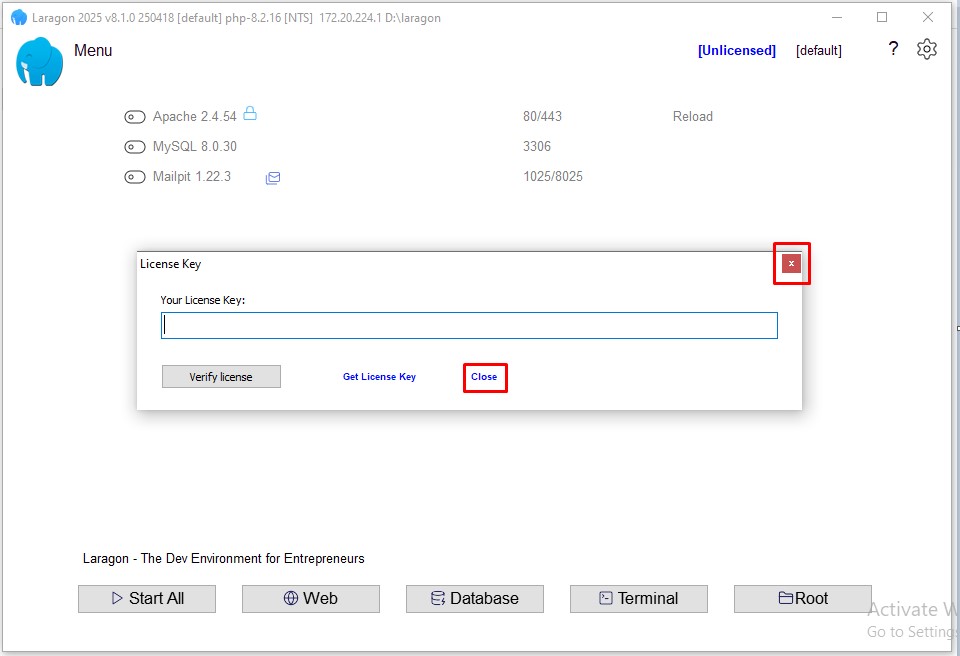 Laragon 2025 v8.1.0 250418 [default] php-8.2.16 [NTS]  172.20.224.1 D:\laragon
Menu [Unlicensed] [default] ?
Apache 2.4.54 80/443 Reload
MySQL 8.0.30 3306
Mailpit 1.22.3 1025/8025
License Key x
Your License Key:
Verify license Get License Key Close
Laragon - The Dev Environment for Entrepreneurs
Start All Web Database Terminal Root
Activate W
Go to Settings